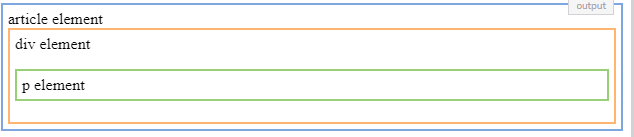 output
article element
div element
p element